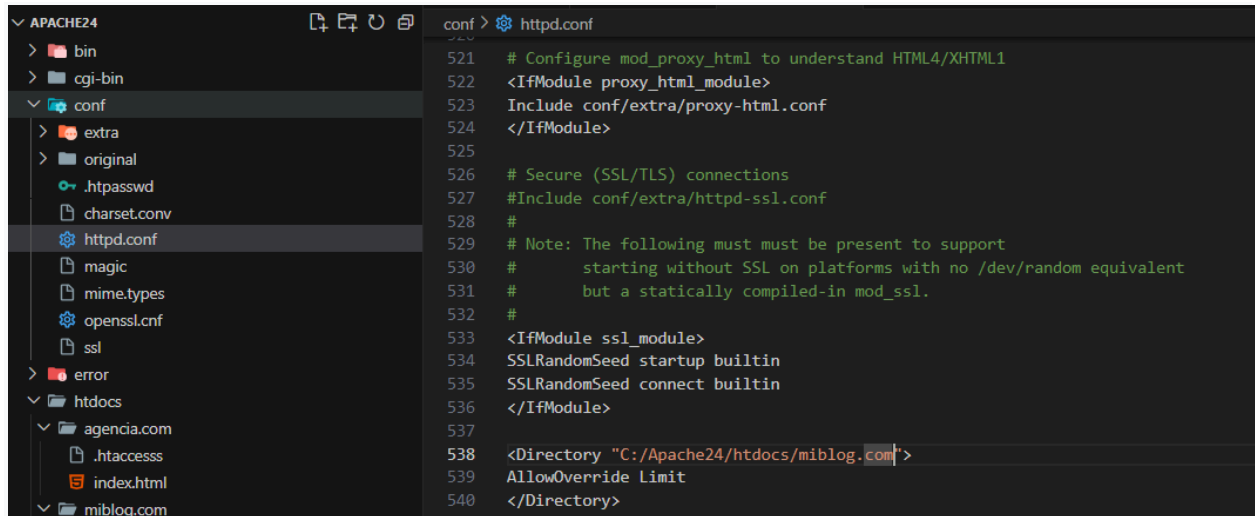 APACHE24
bin
cgi-bin
conf
extra
original
.htpasswd
charset.conv
httpd.conf
magic
mime.types
openssl.cnf
ssl
error
htdocs
agencia.com
.htaccesss
index.html
miblog.com
conf > httpd.conf
521 # Configure mod_proxy_html to understand HTML4/XHTML1
522 <IfModule proxy_html_module>
523 Include conf/extra/proxy-html.conf
524 </IfModule>
525
526 # Secure (SSL/TLS) connections
527 #Include conf/extra/httpd-ssl.conf
528 #
529 # Note: The following must must be present to support
530 #       starting without SSL on platforms with no /dev/random equivalent
531 #       but a statically compiled-in mod_ssl.
532 #
533 <IfModule ssl_module>
534 SSLRandomSeed startup builtin
535 SSLRandomSeed connect builtin
536 </IfModule>
537
538 <Directory "C:/Apache24/htdocs/miblog.com">
539 AllowOverride Limit
540 </Directory>